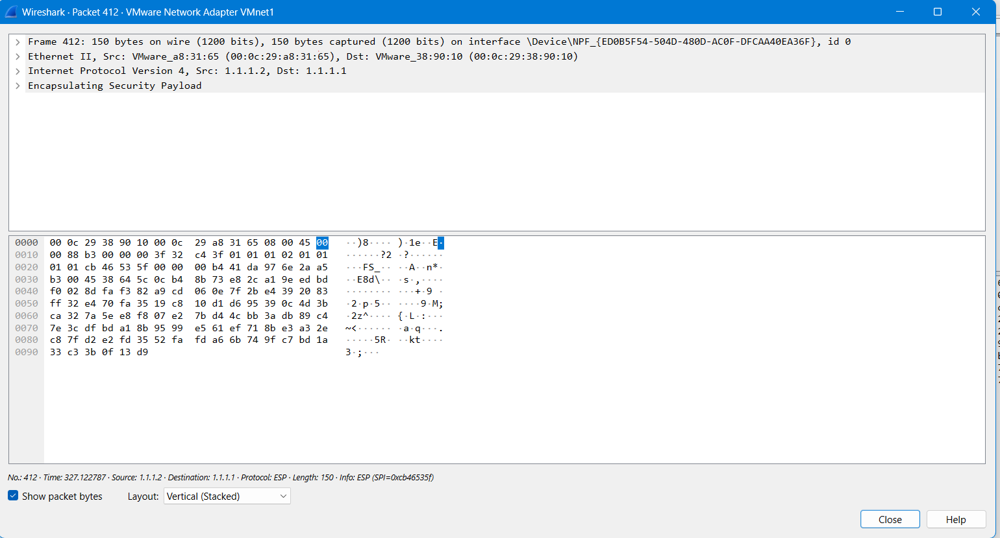 Wireshark · Packet 412 · VMware Network Adapter VMnet1
Frame 412: 150 bytes on wire (1200 bits), 150 bytes captured (1200 bits) on interface \Device\NPF_{ED0B5F54-504D-480D-AC0F-DFCAA40EA36F}, id 0
Ethernet II, Src: VMware_a8:31:65 (00:0c:29:a8:31:65), Dst: VMware_38:90:10 (00:0c:29:38:90:10)
Internet Protocol Version 4, Src: 1.1.1.2, Dst: 1.1.1.1
Encapsulating Security Payload
0000 00 0c 29 38 90 10 00 0c 29 a8 31 65 08 00 45 00 ··)8···· )·1e··E·
0010 00 88 b3 00 00 00 3f 32 c4 3f 01 01 01 02 01 01 ······?2 ·?······
0020 01 01 cb 46 53 5f 00 00 00 b4 41 da 97 6e 2a a5 ···FS_·· ··A··n*·
0030 b3 00 45 38 64 5c 0c b4 8b 73 e8 2c a1 9e ed bd ··E8d\·· ·s·,····
0040 f0 02 8d fa f3 82 a9 cd 06 0e 7f 2b e4 39 20 83 ········ ···+·9 ·
0050 ff 32 e4 70 fa 35 19 c8 10 d1 d6 95 39 0c 4d 3b ·2·p·5·· ····9·M;
0060 ca 32 7a 5e e8 f8 07 e2 7b d4 4c bb 3a db 89 c4 ·2z^···· {·L·:···
0070 7e 3c df bd a1 8b 95 99 e5 61 ef 71 8b e3 a3 2e ~<······ ·a·q···.
0080 c8 7f d2 e2 fd 35 52 fa fd a6 6b 74 9f c7 bd 1a ·····5R· ··kt····
0090 33 c3 3b 0f 13 d9 3·;···
No.: 412 · Time: 327.122787 · Source: 1.1.1.2 · Destination: 1.1.1.1 · Protocol: ESP · Length: 150 · Info: ESP (SPI=0xcb46535f)
Show packet bytes Layout: Vertical (Stacked)
Close Help